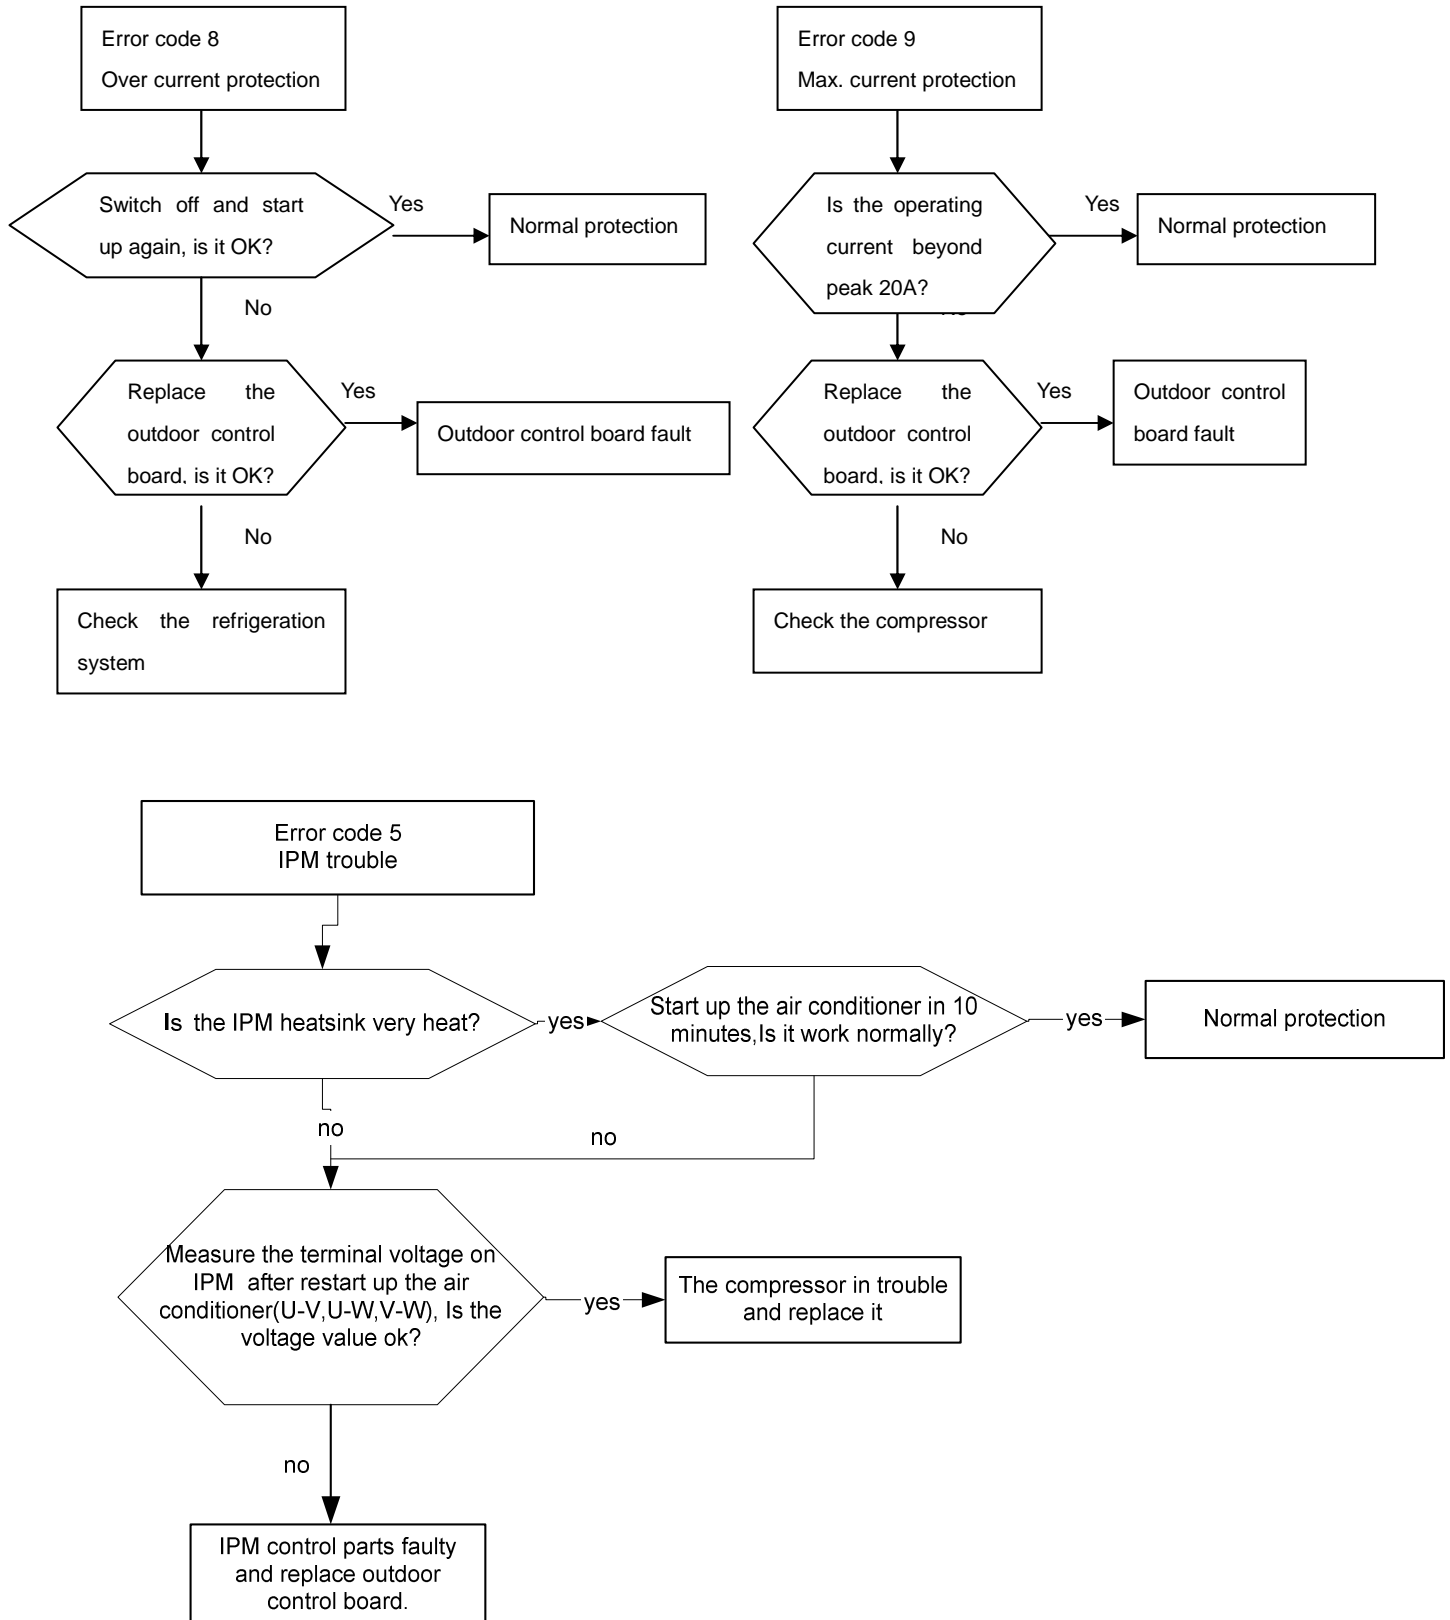 Error code 8
Over current protection
Switch off and start
up again, is it OK?
Yes
Normal protection
No
Replace the
outdoor control
board, is it OK?
Yes
Outdoor control board fault
No
Check the refrigeration
system
Error code 9
Max. current protection
Is the operating
current beyond
peak 20A?
Yes
Normal protection
Replace the
outdoor control
board, is it OK?
Yes
Outdoor control
board fault
No
Check the compressor
Error code 5
IPM trouble
Is the IPM heatsink very heat?
yes
Start up the air conditioner in 10
minutes,Is it work normally?
yes
Normal protection
no
no
Measure the terminal voltage on
IPM after restart up the air
conditioner(U-V,U-W,V-W), Is the
voltage value ok?
yes
The compressor in trouble
and replace it
no
IPM control parts faulty
and replace outdoor
control board.